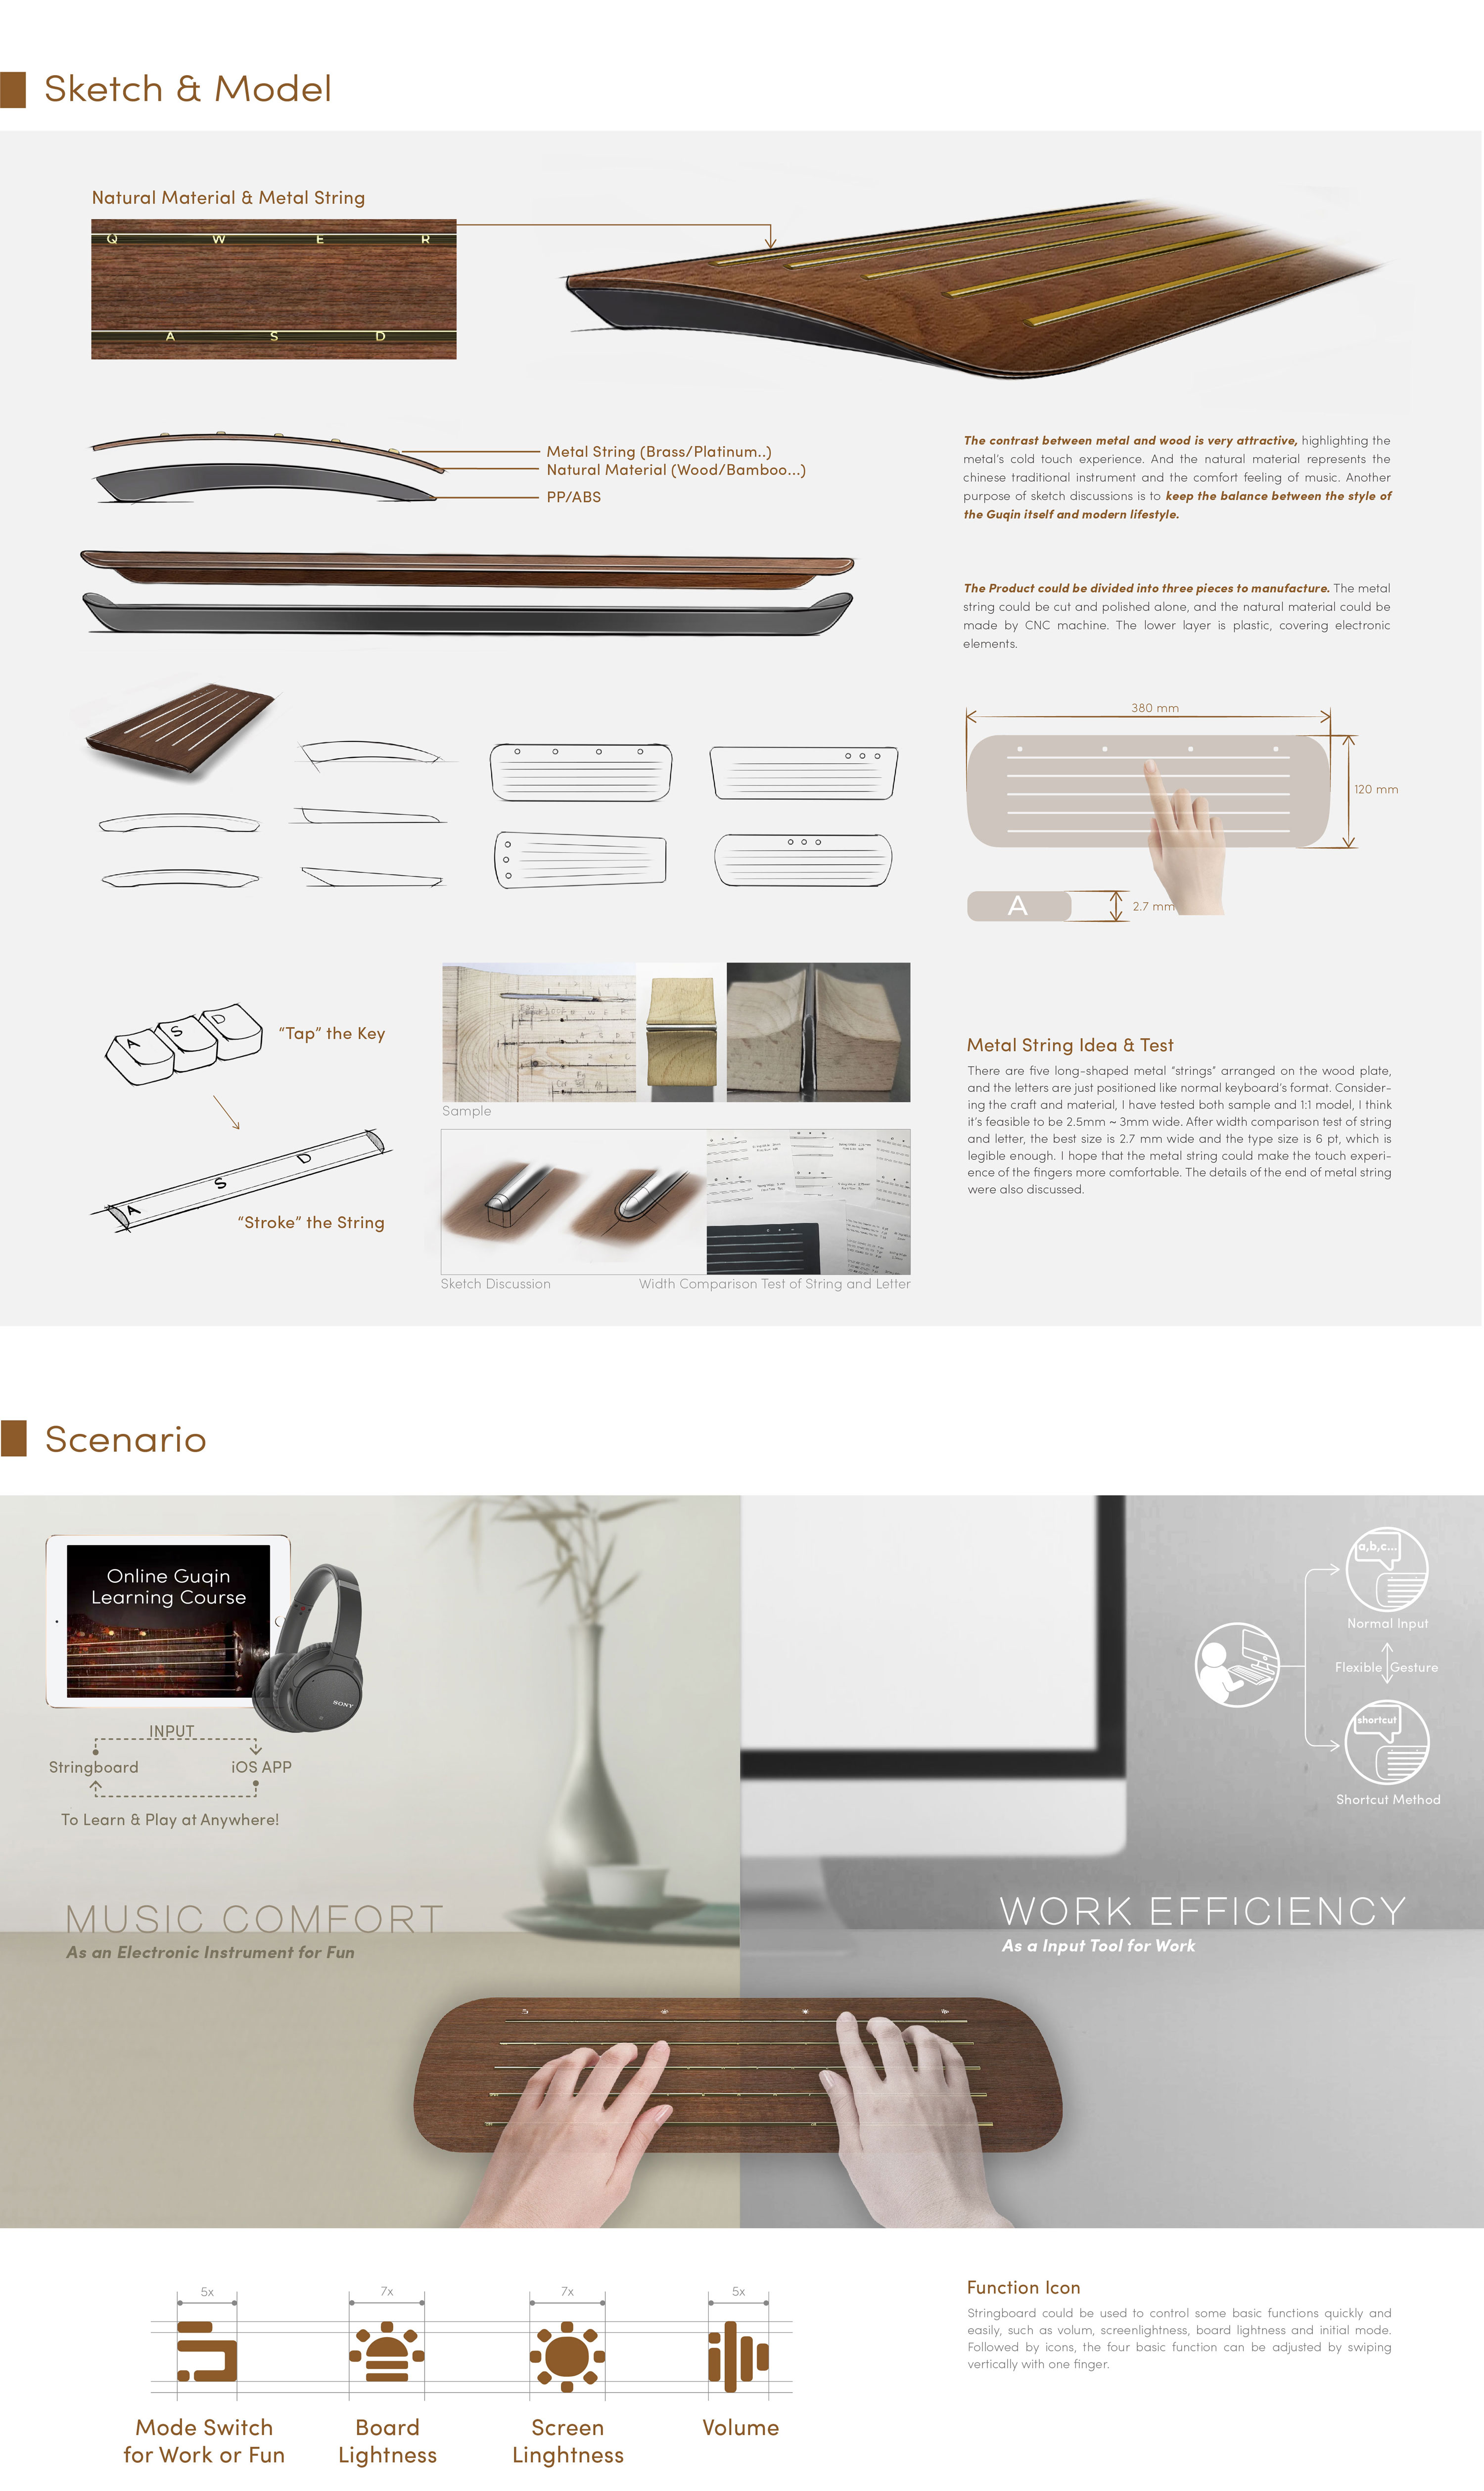 Sketch & Model
Natural Material & Metal String
Q W E R
A S D
Metal String (Brass/Platinum..)
Natural Material (Wood/Bamboo...)
PP/ABS
The contrast between metal and wood is very attractive, highlighting the
metal's cold touch experience. And the natural material represents the
chinese traditional instrument and the comfort feeling of music. Another
purpose of sketch discussions is to keep the balance between the style of
the Guqin itself and modern lifestyle.
The Product could be divided into three pieces to manufacture. The metal
string could be cut and polished alone, and the natural material could be
made by CNC machine. The lower layer is plastic, covering electronic
elements.
380 mm
120 mm
A
2.7 mm
A S D
"Tap" the Key
A S D
"Stroke" the String
Sample
Sketch Discussion
Width Comparison Test of String and Letter
Metal String Idea & Test
There are five long-shaped metal "strings" arranged on the wood plate,
and the letters are just positioned like normal keyboard's format. Consider-
ing the craft and material, I have tested both sample and 1:1 model, I think
it's feasible to be 2.5mm ~ 3mm wide. After width comparison test of string
and letter, the best size is 2.7 mm wide and the type size is 6 pt, which is
legible enough. I hope that the metal string could make the touch experi-
ence of the fingers more comfortable. The details of the end of metal string
were also discussed.
Scenario
Online Guqin
Learning Course
SONY
INPUT
Stringboard
iOS APP
To Learn & Play at Anywhere!
MUSIC COMFORT
As an Electronic Instrument for Fun
a,b,c...
Normal Input
Flexible Gesture
shortcut
Shortcut Method
WORK EFFICIENCY
As a Input Tool for Work
5x
7x
7x
5x
Mode Switch
for Work or Fun
Board
Lightness
Screen
Linghtness
Volume
Function Icon
Stringboard could be used to control some basic functions quickly and
easily, such as volum, screenlightness, board lightness and initial mode.
Followed by icons, the four basic function can be adjusted by swiping
vertically with one finger.